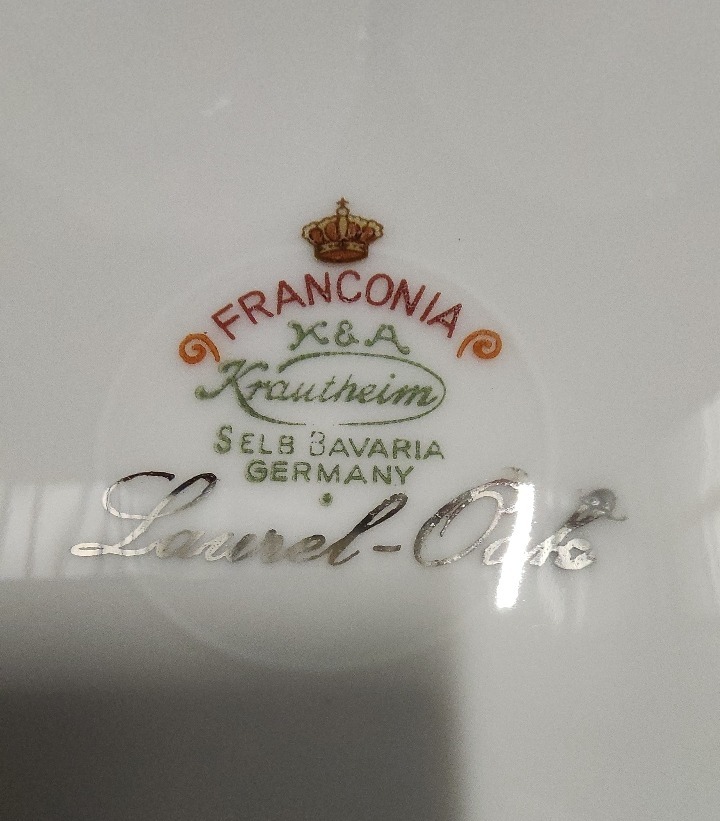 FRANCONIA
K & A
Krautheim
SELB BAVARIA
GERMANY
Laurel-Oak